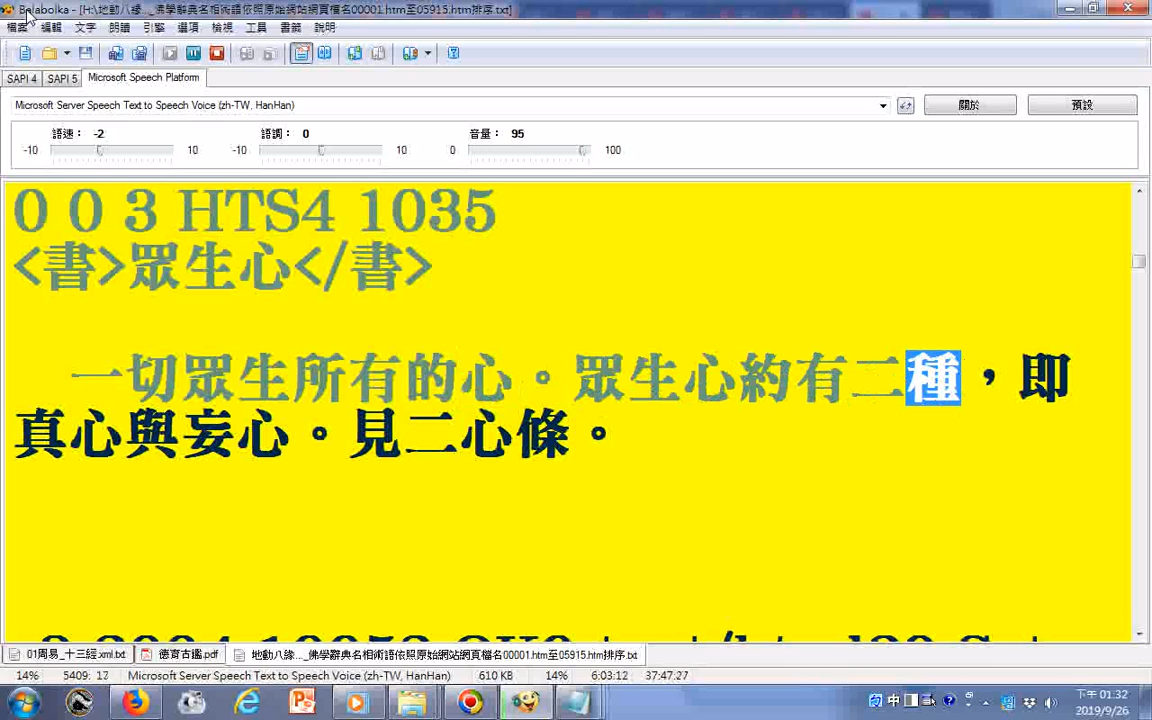 Balabolka - [H:\地動八緣..._佛學辭典名相術語依照原始網站網頁檔名00001.htm至05915.htm排序.txt]
檔案 編輯 文字 朗讀 引擎 選項 檢視 工具 書籤 說明
SAPI 4 SAPI 5 Microsoft Speech Platform
Microsoft Server Speech Text to Speech Voice (zh-TW, HanHan) 關於 預設
語速： -2 語調： 0 音量： 95
-10 10 -10 10 0 100
0 0 3 HTS4 1035
<書>眾生心</書>
一切眾生所有的心。眾生心約有二種，即
真心與妄心。見二心條。
01周易_十三經.xml.txt 德育古鑑.pdf 地動八緣..._佛學辭典名相術語依照原始網站網頁檔名00001.htm至05915.htm排序.txt
14% 5409: 17 Microsoft Server Speech Text to Speech Voice (zh-TW, HanHan) 610 KB 14% 6:03:12 37:47:27
中 下午 01:32
2019/9/26